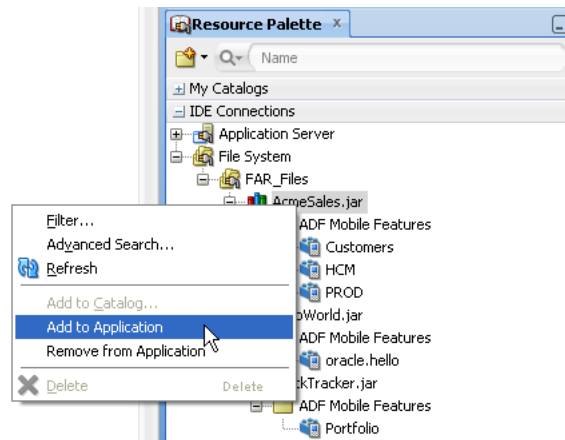 Resource Palette
Name
My Catalogs
IDE Connections
Application Server
File System
FAR_Files
AcmeSales.jar
ADF Mobile Features
Customers
HCM
PROD
oWorld.jar
ADF Mobile Features
oracle.hello
ckTracker.jar
ADF Mobile Features
Portfolio
Filter...
Advanced Search...
Refresh
Add to Catalog...
Add to Application
Remove from Application
Delete Delete